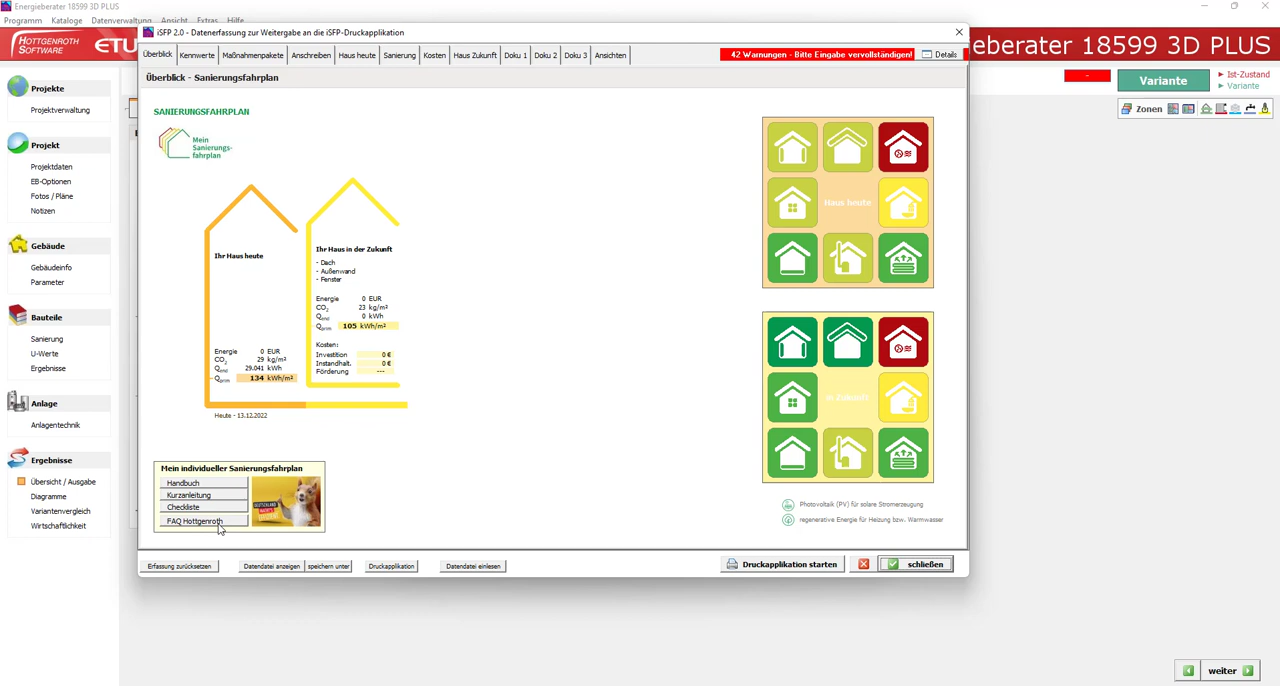 Energieberater 18599 3D PLUS
Programm Kataloge Datenverwaltung Ansicht Extras Hilfe
HOTTGENROTH
SOFTWARE
ETU
eberater 18599 3D PLUS
iSFP 2.0 - Datenerfassung zur Weitergabe an die iSFP-Druckapplikation
Überblick Kennwerte Maßnahmenpakete Anschreiben Haus heute Sanierung Kosten Haus Zukunft Doku 1 Doku 2 Doku 3 Ansichten
42 Warnungen - Bitte Eingabe vervollständigen!
Details
Überblick - Sanierungsfahrplan
-
Variante
Ist-Zustand
Variante
Zonen
Projekte
Projektverwaltung
Projekt
Projektdaten
EB-Optionen
Fotos / Pläne
Notizen
Gebäude
Gebäudeinfo
Parameter
Bauteile
Sanierung
U-Werte
Ergebnisse
Anlage
Anlagentechnik
Ergebnisse
Übersicht / Ausgabe
Diagramme
Variantenvergleich
Wirtschaftlichkeit
SANIERUNGSFAHRPLAN
Mein
Sanierungs-
fahrplan
Ihr Haus heute
Energie 0 EUR
CO2 29 kg/m²
Qend 29.041 kWh
Qprim 134 kWh/m²
Heute - 13.12.2022
Ihr Haus in der Zukunft
- Dach
- Außenwand
- Fenster
Energie 0 EUR
CO2 23 kg/m²
Qend 0 kWh
Qprim 105 kWh/m²
Kosten:
Investition 0 €
Instandhalt. 0 €
Förderung ---
Haus heute
in Zukunft
Photovoltaik (PV) für solare Stromerzeugung
regenerative Energie für Heizung bzw. Warmwasser
Mein individueller Sanierungsfahrplan
Handbuch
Kurzanleitung
Checkliste
FAQ Hottgenroth
DEUTSCHLAND
Erfassung zurücksetzen
Datendatei anzeigen
speichern unter
Druckapplikation
Datendatei einlesen
Druckapplikation starten
schließen
weiter